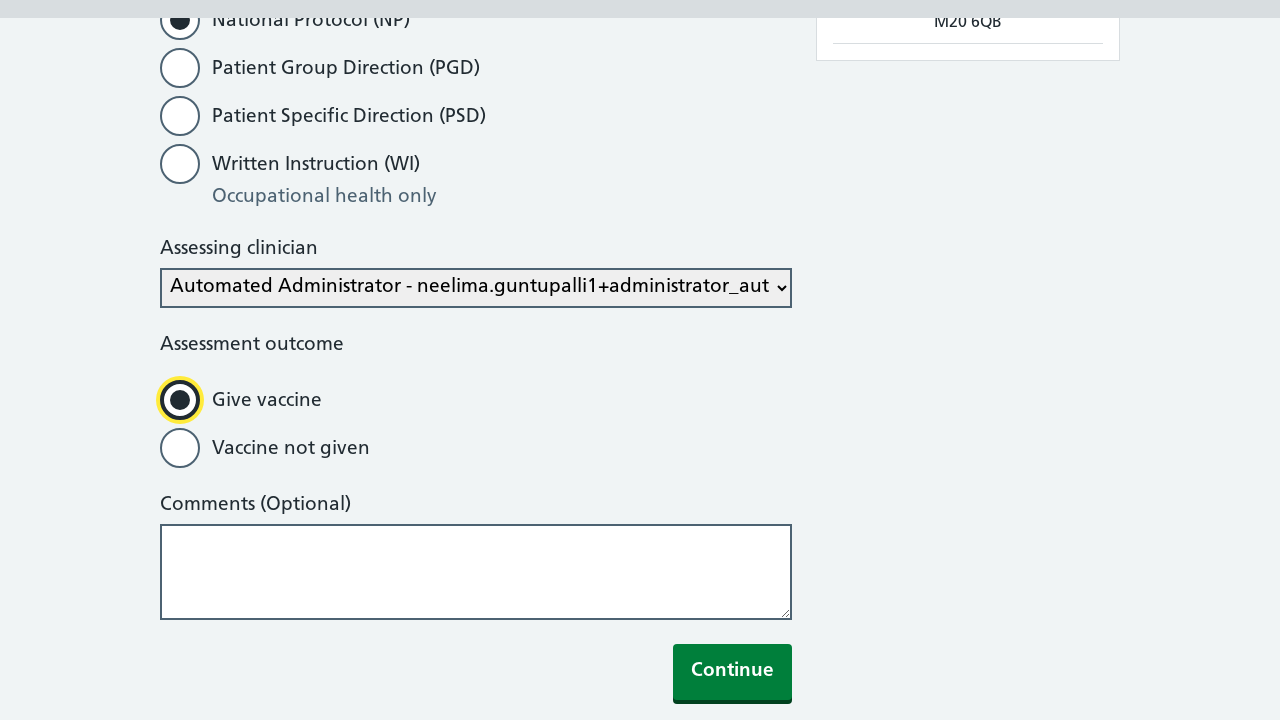 National Protocol (NP)
M20 6QB
Patient Group Direction (PGD)
Patient Specific Direction (PSD)
Written Instruction (WI)
Occupational health only
Assessing clinician
Automated Administrator - neelima.guntupalli1+administrator_aut
Assessment outcome
Give vaccine
Vaccine not given
Comments (Optional)
Continue